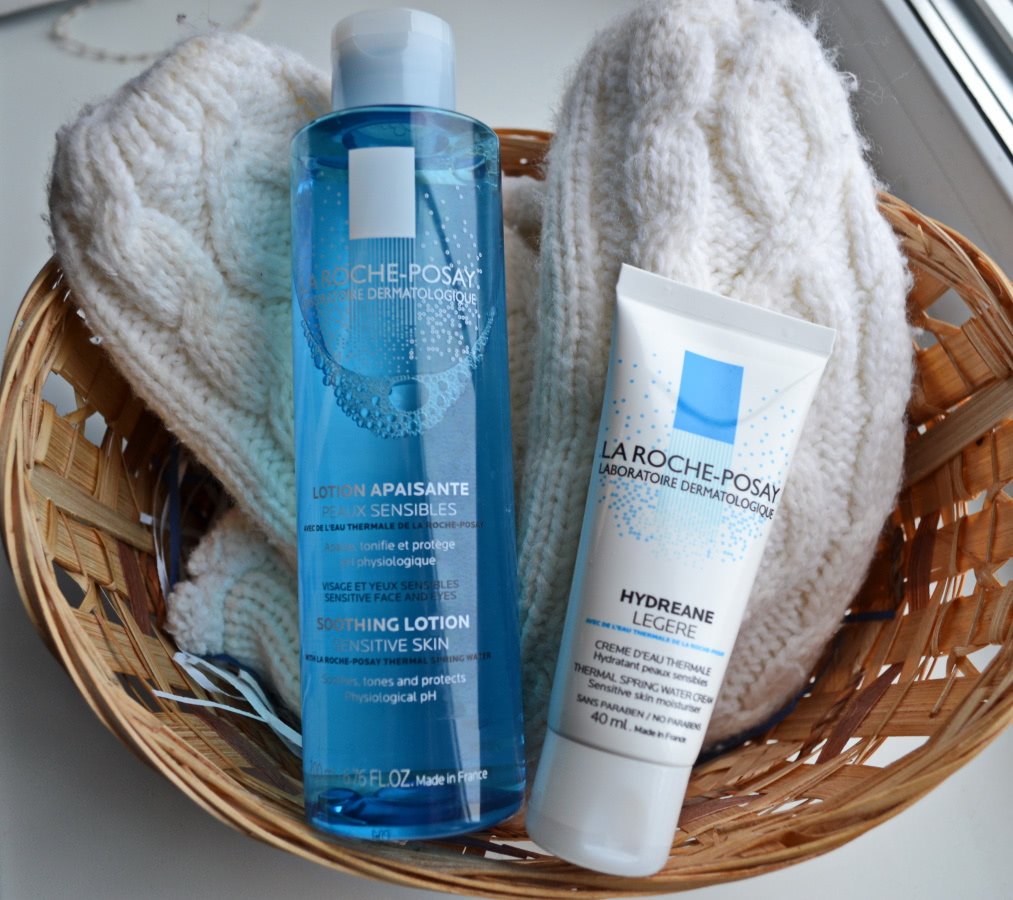 LA ROCHE-POSAY
LABORATOIRE DERMATOLOGIQUE
LOTION APAISANTE
PEAUX SENSIBLES
AVEC DE L'EAU THERMALE DE LA ROCHE-POSAY
tonifie et protège
pH physiologique
VISAGE ET YEUX SENSIBLES
SENSITIVE FACE AND EYES
SOOTHING LOTION
SENSITIVE SKIN
WITH LA ROCHE-POSAY THERMAL SPRING WATER
tones and protects
Physiological pH
6.76 FL.OZ. Made in France
LA ROCHE-POSAY
LABORATOIRE DERMATOLOGIQUE
HYDREANE
LEGERE
AVEC DE L'EAU THERMALE DE LA ROCHE-POSAY
CREME D'EAU THERMALE
Hydratant peaux sensibles
THERMAL SPRING WATER CREAM
Sensitive skin moisturiser
SANS PARABEN / NO PARABENS
40 ml . Made in France